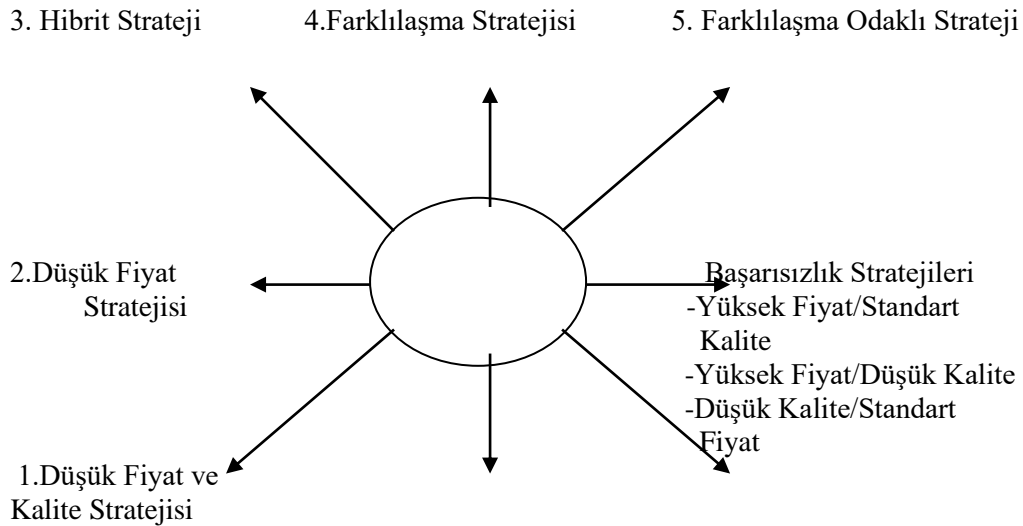 3. Hibrit Strateji
4.Farklılaşma Stratejisi
5. Farklılaşma Odaklı Strateji
2.Düşük Fiyat
Stratejisi
Başarısızlık Stratejileri
-Yüksek Fiyat/Standart
Kalite
-Yüksek Fiyat/Düşük Kalite
-Düşük Kalite/Standart
Fiyat
1.Düşük Fiyat ve
Kalite Stratejisi